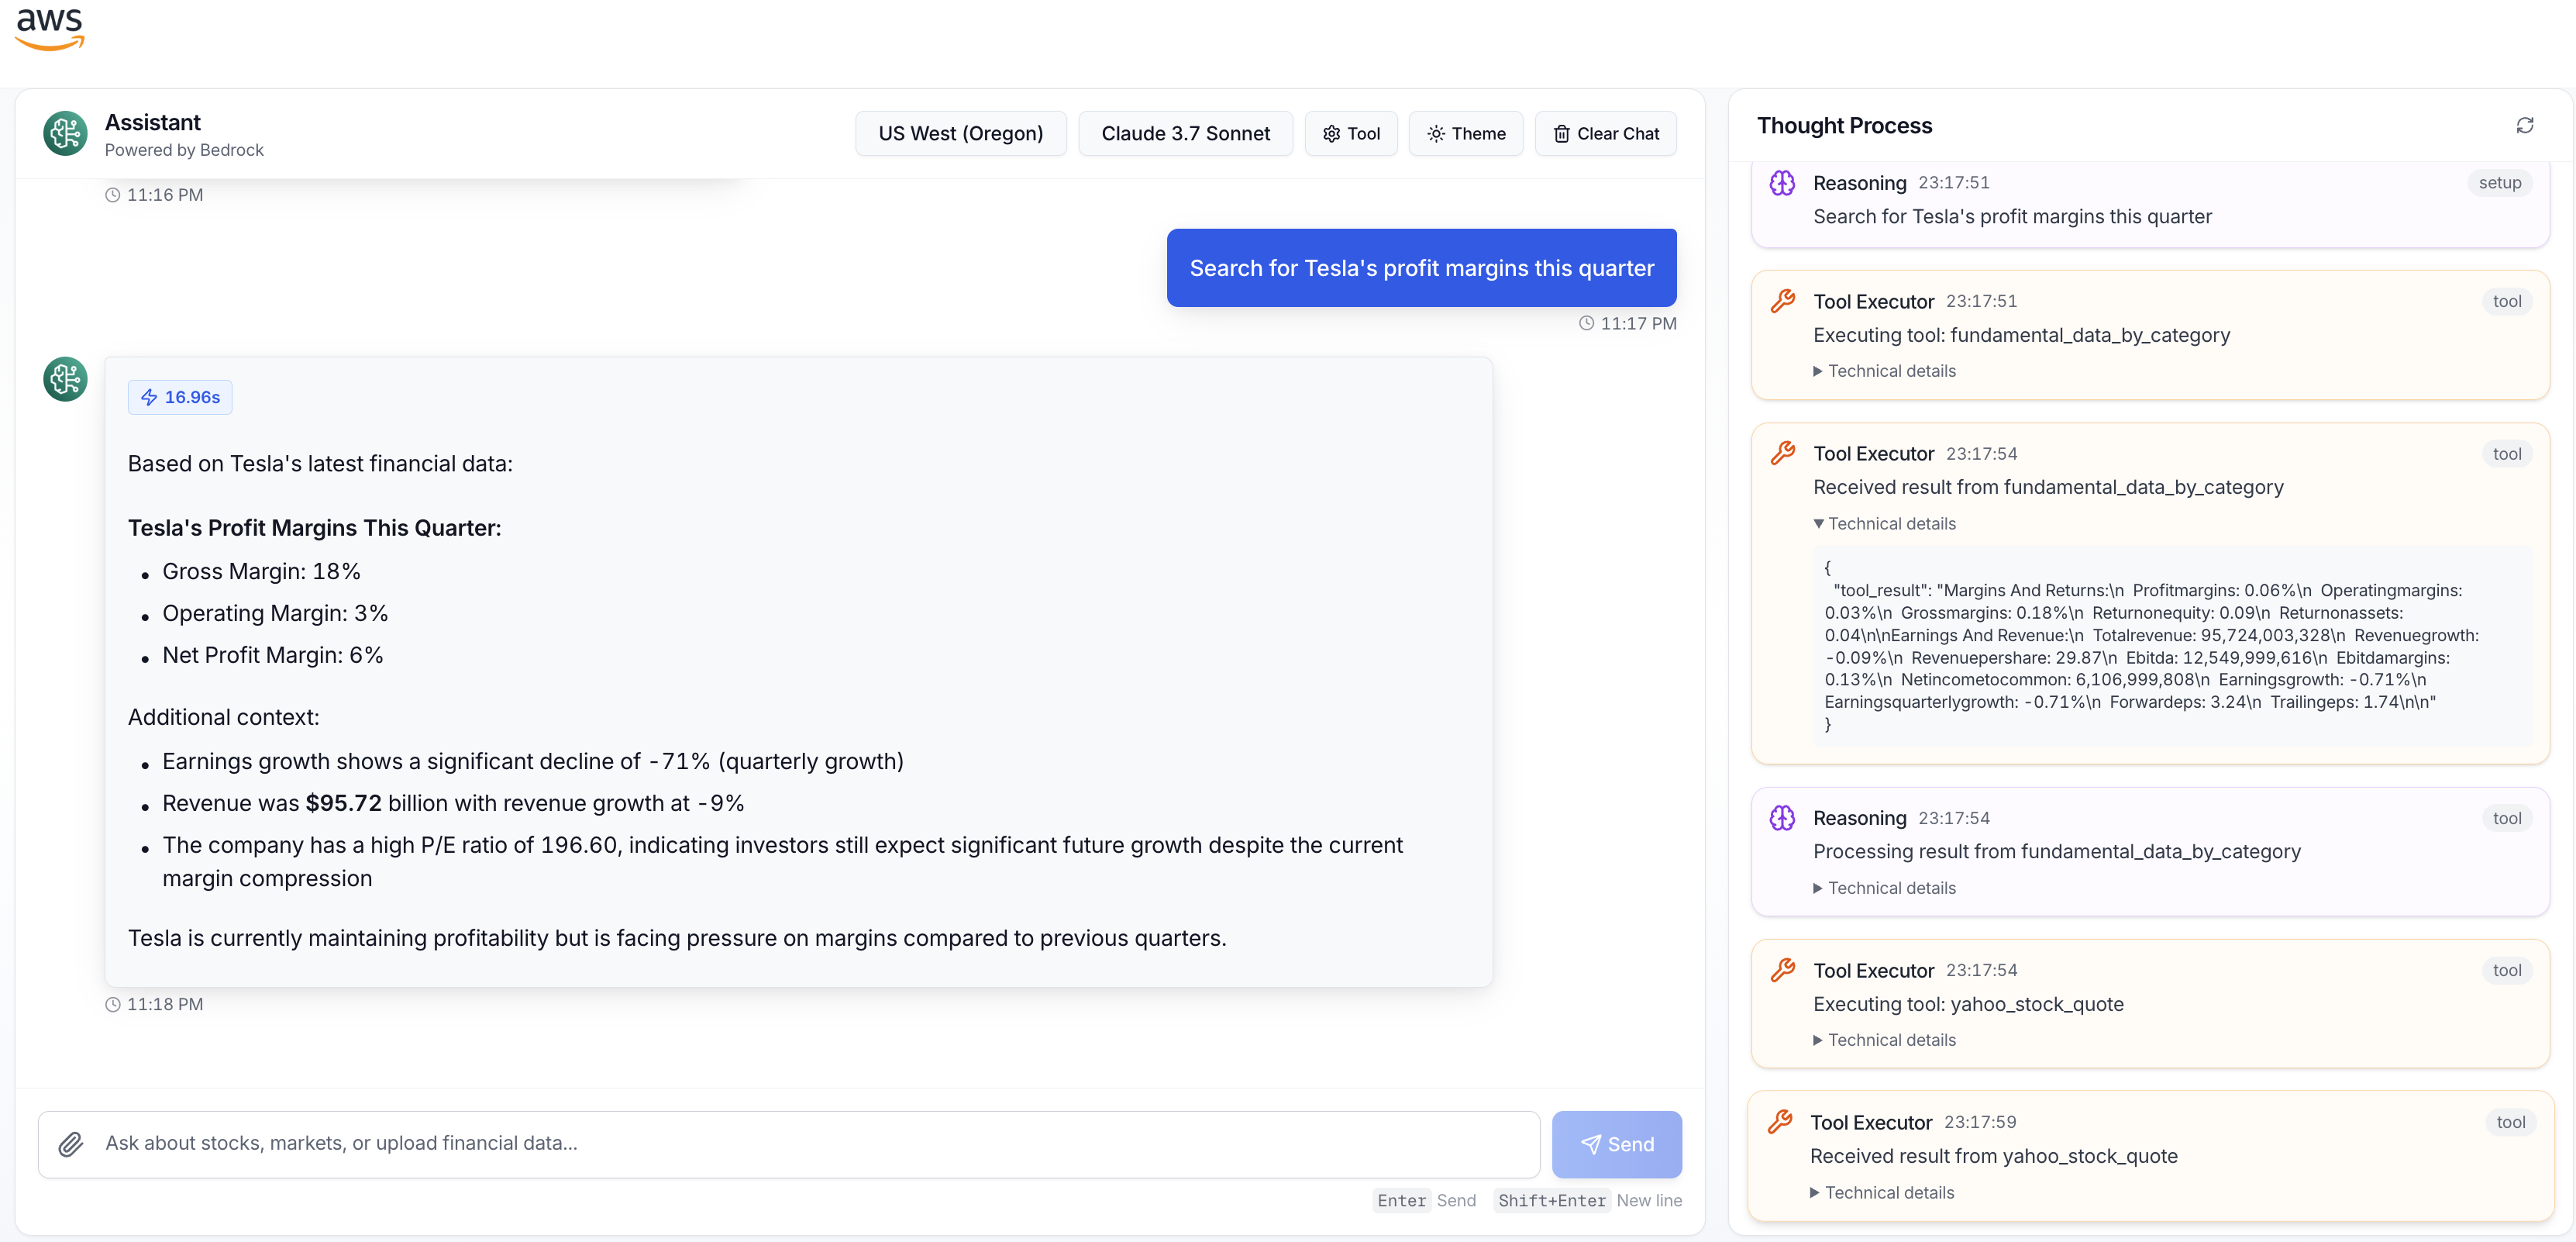 aws
Assistant
Powered by Bedrock
US West (Oregon)
Claude 3.7 Sonnet
Tool
Theme
Clear Chat
11:16 PM
Search for Tesla's profit margins this quarter
11:17 PM
16.96s
Based on Tesla's latest financial data:
Tesla's Profit Margins This Quarter:
• Gross Margin: 18%
• Operating Margin: 3%
• Net Profit Margin: 6%
Additional context:
• Earnings growth shows a significant decline of -71% (quarterly growth)
• Revenue was $95.72 billion with revenue growth at -9%
• The company has a high P/E ratio of 196.60, indicating investors still expect significant future growth despite the current
margin compression
Tesla is currently maintaining profitability but is facing pressure on margins compared to previous quarters.
11:18 PM
Ask about stocks, markets, or upload financial data...
Send
Enter Send Shift+Enter New line
Thought Process
Reasoning 23:17:51 setup
Search for Tesla's profit margins this quarter
Tool Executor 23:17:51 tool
Executing tool: fundamental_data_by_category
▶ Technical details
Tool Executor 23:17:54 tool
Received result from fundamental_data_by_category
▼ Technical details
{
"tool_result": "Margins And Returns:\n Profitmargins: 0.06%\n Operatingmargins:
0.03%\n Grossmargins: 0.18%\n Returnonequity: 0.09\n Returnonassets:
0.04\n\nEarnings And Revenue:\n Totalrevenue: 95,724,003,328\n Revenuegrowth:
-0.09%\n Revenuepershare: 29.87\n Ebitda: 12,549,999,616\n Ebitdamargins:
0.13%\n Netincometocommon: 6,106,999,808\n Earningsgrowth: -0.71%\n
Earningsquarterlygrowth: -0.71%\n Forwardeps: 3.24\n Trailingeps: 1.74\n\n"
}
Reasoning 23:17:54 tool
Processing result from fundamental_data_by_category
▶ Technical details
Tool Executor 23:17:54 tool
Executing tool: yahoo_stock_quote
▶ Technical details
Tool Executor 23:17:59 tool
Received result from yahoo_stock_quote
▶ Technical details